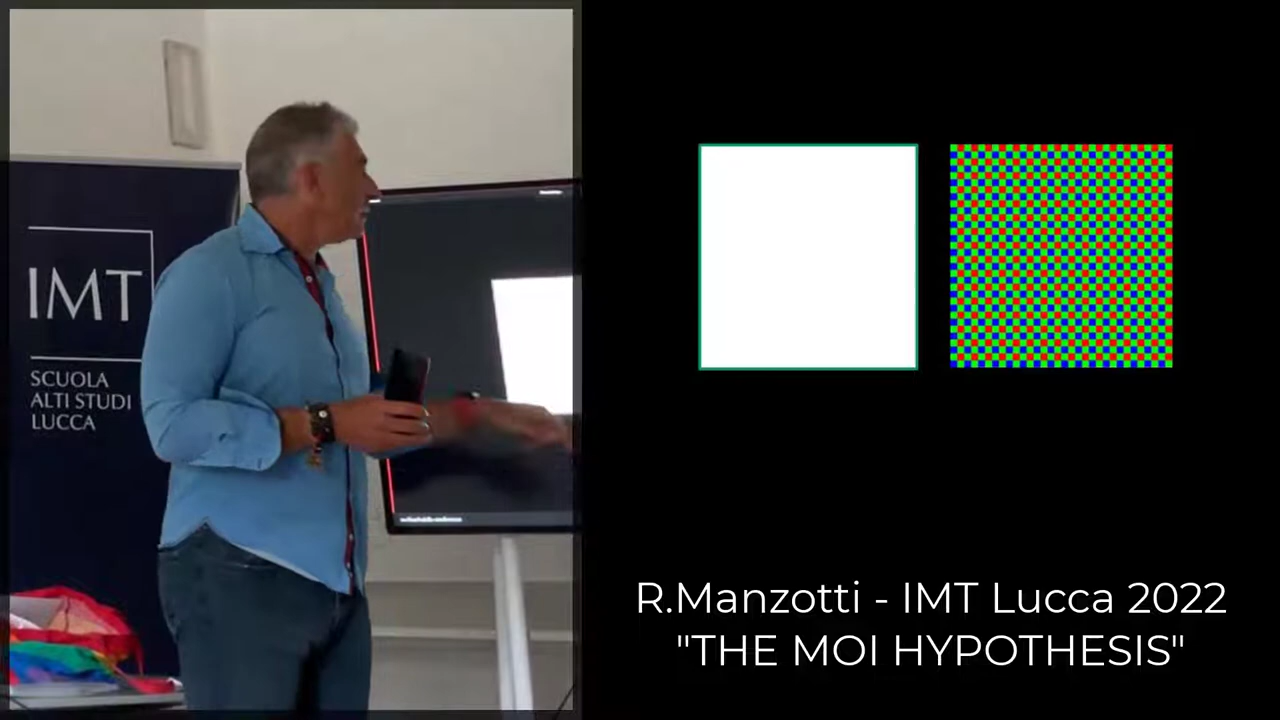 IMT
SCUOLA
ALTI STUDI
LUCCA
R.Manzotti - IMT Lucca 2022
"THE MOI HYPOTHESIS"